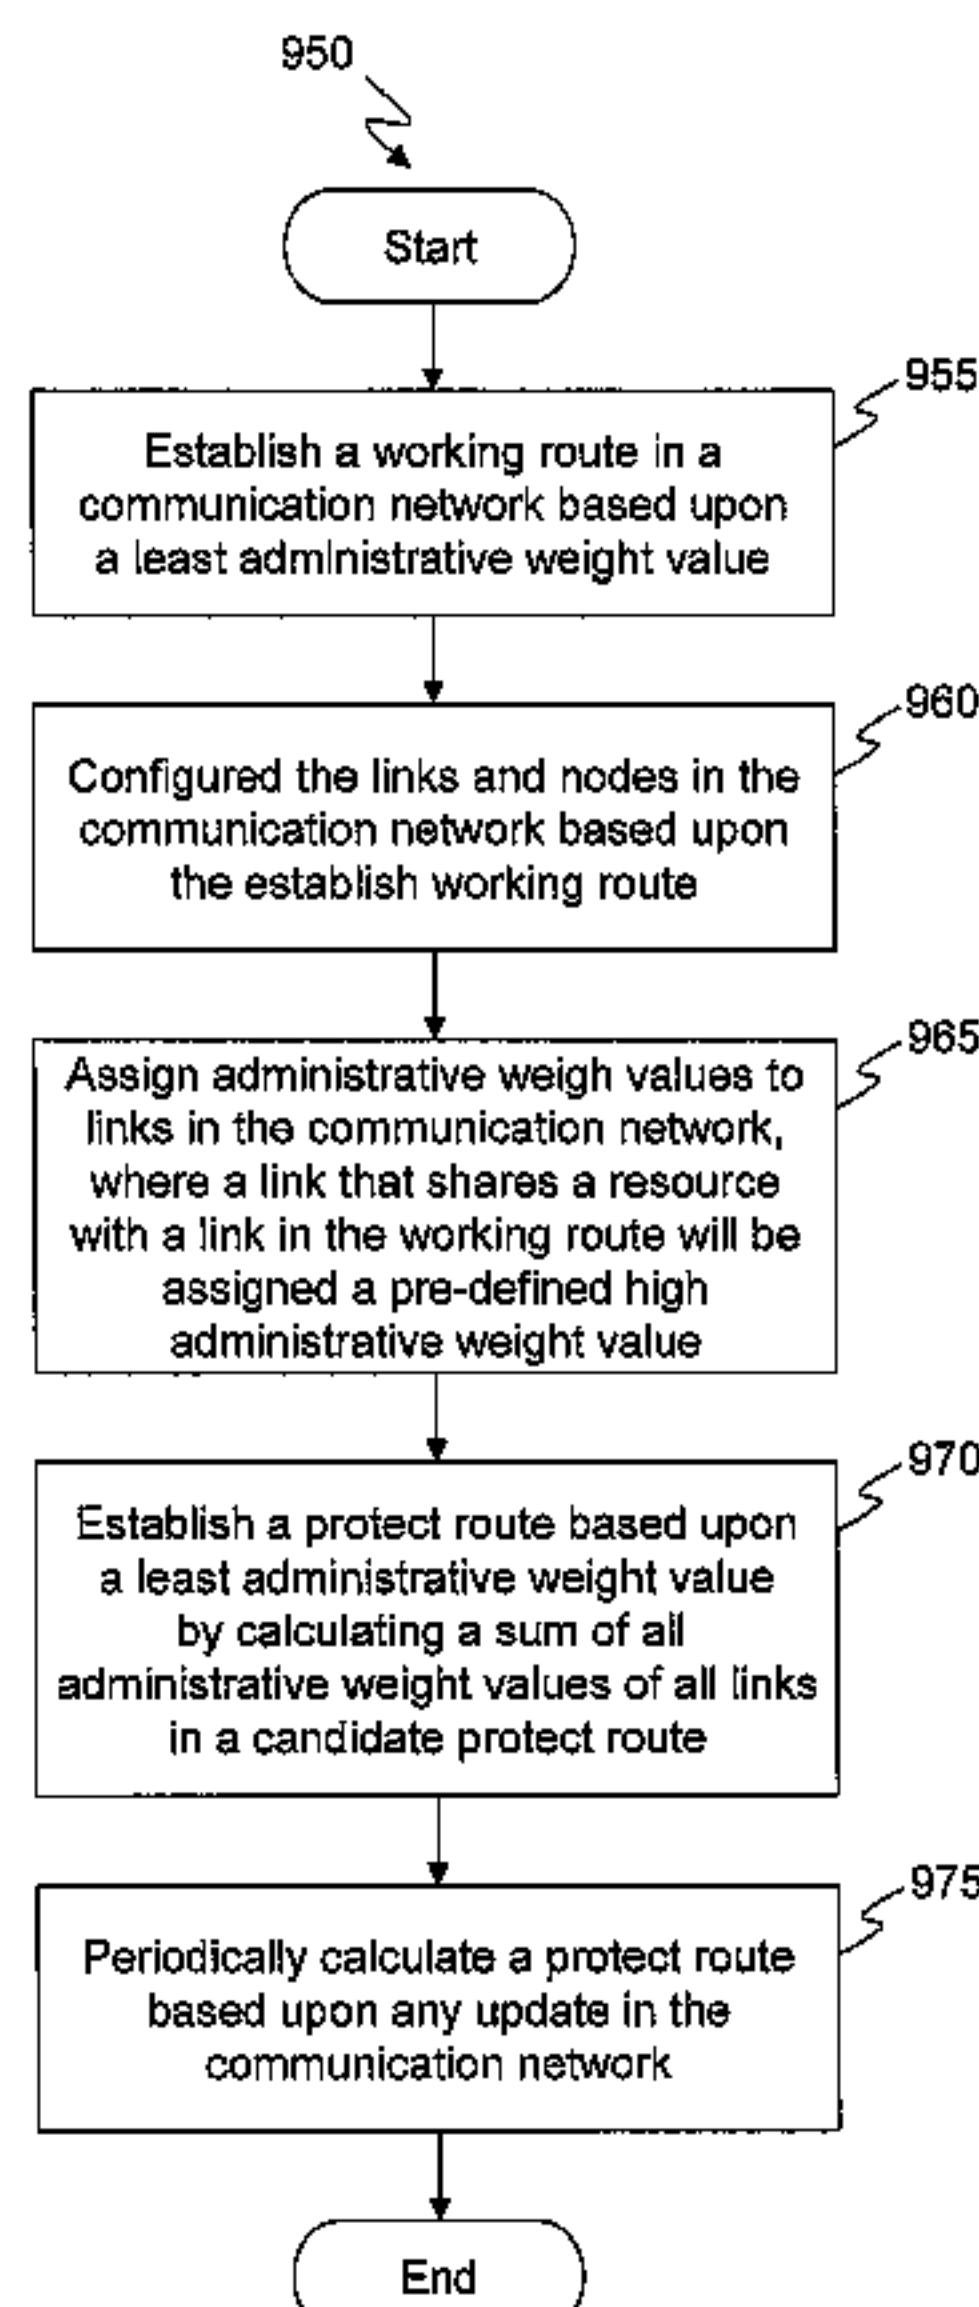 950
Start
955
Establish a working route in a
communication network based upon
a least administrative weight value
960
Configured the links and nodes in the
communication network based upon
the establish working route
965
Assign administrative weigh values to
links in the communication network,
where a link that shares a resource
with a link in the working route will be
assigned a pre-defined high
administrative weight value
970
Establish a protect route based upon
a least administrative weight value
by calculating a sum of all
administrative weight values of all links
in a candidate protect route
975
Periodically calculate a protect route
based upon any update in the
communication network
End